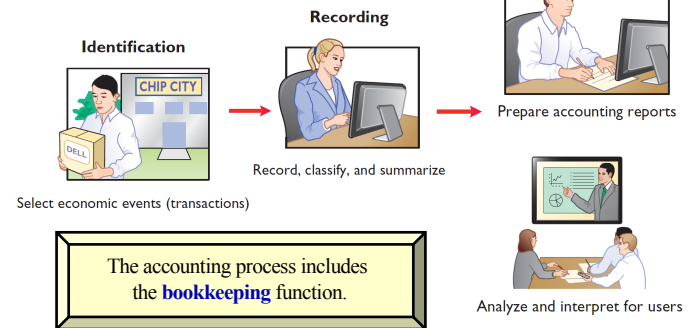 Identification
CHIP CITY
DELL
Select economic events (transactions)
Recording
Record, classify, and summarize
Prepare accounting reports
Analyze and interpret for users
The accounting process includes
the bookkeeping function.